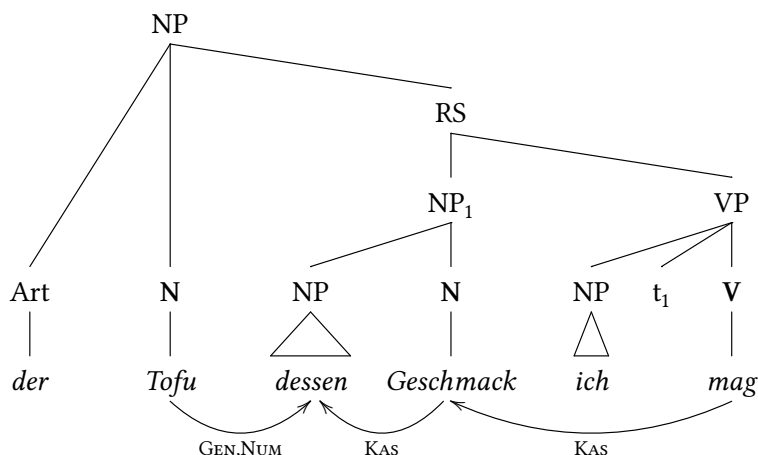 NP
RS
NP₁ VP
Art N NP N NP t₁ V
der Tofu dessen Geschmack ich mag
GEN,NUM KAS KAS